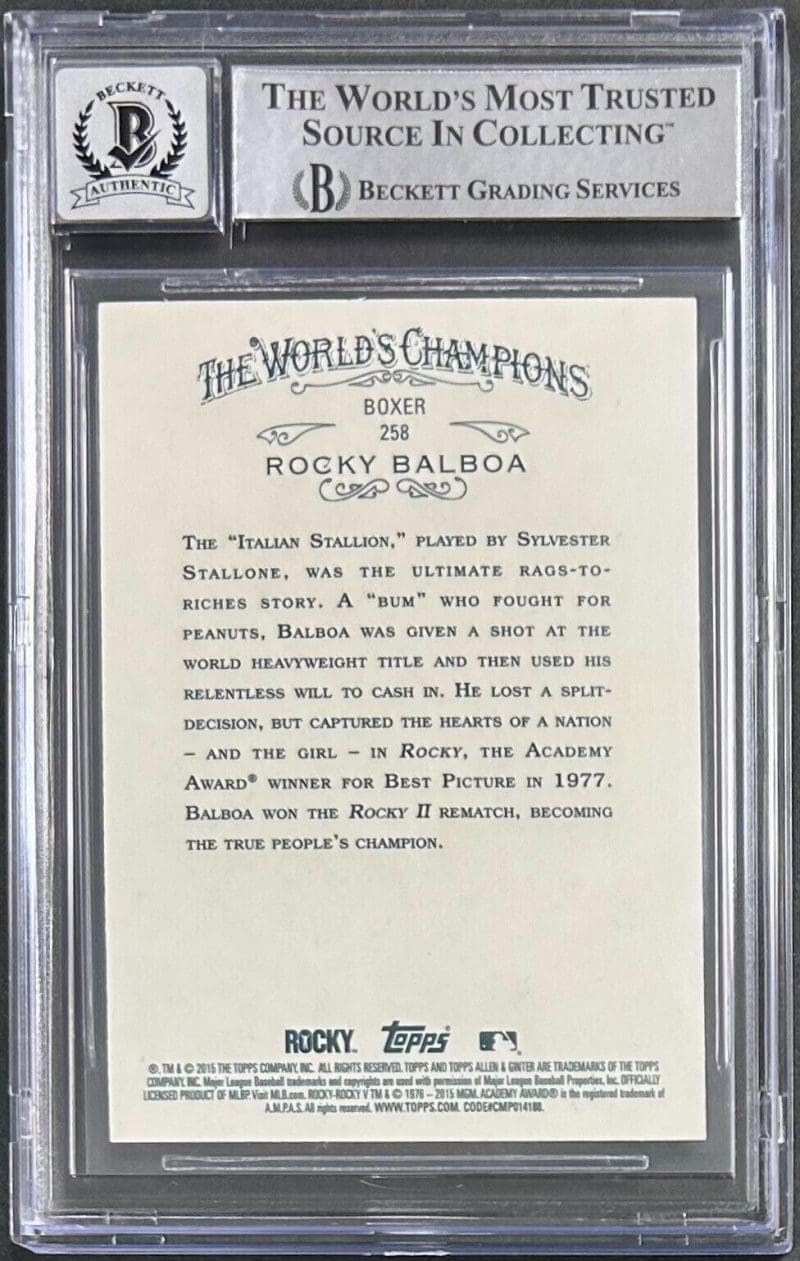 BECKETT
B
AUTHENTIC
THE WORLD'S MOST TRUSTED
SOURCE IN COLLECTING™
B BECKETT GRADING SERVICES
THE WORLD'S CHAMPIONS
BOXER
258
ROCKY BALBOA
THE “ITALIAN STALLION,” PLAYED BY SYLVESTER
STALLONE, WAS THE ULTIMATE RAGS-TO-
RICHES STORY. A “BUM” WHO FOUGHT FOR
PEANUTS, BALBOA WAS GIVEN A SHOT AT THE
WORLD HEAVYWEIGHT TITLE AND THEN USED HIS
RELENTLESS WILL TO CASH IN. HE LOST A SPLIT-
DECISION, BUT CAPTURED THE HEARTS OF A NATION
– AND THE GIRL – IN ROCKY, THE ACADEMY
AWARD® WINNER FOR BEST PICTURE IN 1977.
BALBOA WON THE ROCKY II REMATCH, BECOMING
THE TRUE PEOPLE'S CHAMPION.
ROCKY™ TOPPS®
®, TM & © 2015 THE TOPPS COMPANY, INC. ALL RIGHTS RESERVED. TOPPS AND TOPPS ALLEN & GINTER ARE TRADEMARKS OF THE TOPPS
COMPANY, INC. Major League Baseball trademarks and copyrights are used with permission of Major League Baseball Properties, Inc. OFFICIALLY
LICENSED PRODUCT OF MLBP. Visit MLB.com. ROCKY-ROCKY V TM & © 1976 – 2015 MGM. ACADEMY AWARD® is the registered trademark of
A.M.P.A.S. All rights reserved. WWW.TOPPS.COM. CODE#CMP014188.